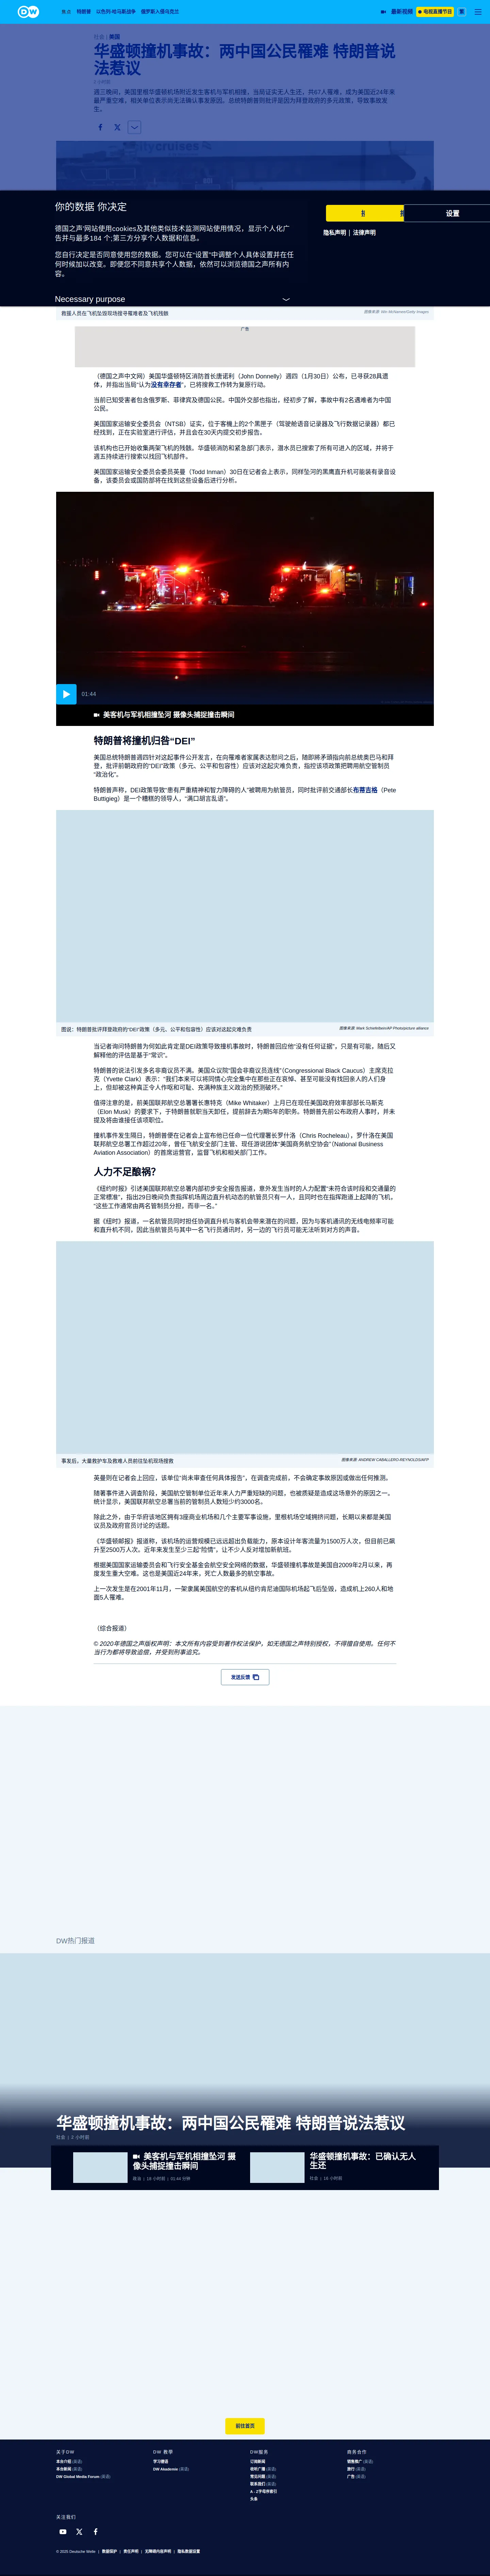 DW
焦点
特朗普
以色列-哈马斯战争
俄罗斯入侵乌克兰
最新视频
电视直播节目
社会 | 美国
华盛顿撞机事故：两中国公民罹难 特朗普说
法惹议
2 小时前
週三晚间，美国里根华盛顿机场附近发生客机与军机相撞，当局证实无人生还，共67人罹难，成为美国近24年来
最严重空难。相关单位表示尚无法确认事发原因。总统特朗普则批评是因为拜登政府的多元政策，导致事故发
生。
citycruises
你的数据 你决定
德国之声'网站使用cookies及其他类似技术监测网站使用情况，显示个人化广
告并与最多184 个;第三方分享个人数据和信息。
您自行决定是否同意使用您的数据。您可以在"设置"中调整个人具体设置并在任
何时候加以改变。即便您不同意并共享个人数据，依然可以浏览德国之声所有内
容。
Necessary purpose
设置
隐私声明 | 法律声明
救援人员在飞机坠毁现场搜寻罹难者及飞机残骸
图像来源: Win McNamee/Getty Images
广告
（德国之声中文网）美国华盛顿特区消防首长唐诺利（John Donnelly）週四（1月30日）公布，已寻获28具遗
体，并指出当局“认为没有幸存者”，已将搜救工作转为复原行动。
当前已知受害者包含俄罗斯、菲律宾及德国公民。中国外交部也指出，经初步了解，事故中有2名遇难者为中国
公民。
美国国家运输安全委员会（NTSB）证实，位于客機上的2个黑匣子（驾驶舱语音记录器及飞行数据记录器）都已
经找到，正在实验室进行评估，并且会在30天内提交初步报告。
该机构也已开始收集两架飞机的残骸。华盛顿消防和紧急部门表示，潜水员已搜索了所有可进入的区域，并将于
週五持续进行搜索以找回飞机部件。
美国国家运输安全委员会委员英曼（Todd Inman）30日在记者会上表示，同样坠河的黑鹰直升机可能装有录音设
备，该委员会或国防部将在找到这些设备后进行分析。
01:44
美客机与军机相撞坠河 摄像头捕捉撞击瞬间
特朗普将撞机归咎“DEI”
美国总统特朗普週四针对这起事件公开发言，在向罹难者家属表达慰问之后，随即将矛頭指向前总统奥巴马和拜
登，批评前朝政府的“DEI”政策（多元、公平和包容性）应该对这起灾难负责，指控该项政策把聘用航空管制员
“政治化”。
特朗普声称，DEI政策导致“患有严重精神和智力障碍的人”被聘用为航管员，同时批评前交通部长布蒂吉格（Pete
Buttigieg）是一个糟糕的领导人，“满口胡言乱语”。
图说：特朗普批评拜登政府的“DEI”政策（多元、公平和包容性）应该对这起灾难负责
图像来源: Mark Schiefelbein/AP Photo/picture alliance
当记者询问特朗普为何如此肯定是DEI政策导致撞机事故时，特朗普回应他“没有任何证据”，只是有可能，随后又
解释他的评估是基于“常识”。
特朗普的说法引发多名非裔议员不满。美国众议院“国会非裔议员连线”（Congressional Black Caucus）主席克拉
克（Yvette Clark）表示：“我们本来可以将同情心完全集中在那些正在哀悼、甚至可能没有找回亲人的人们身
上，但却被这种真正令人作呕和可耻、充满种族主义政治的预测破坏。”
值得注意的是，前美国联邦航空总署署长惠特克（Mike Whitaker）上月已在现任美国政府效率部部长马斯克
（Elon Musk）的要求下，于特朗普就职当天卸任，提前辞去为期5年的职务。特朗普先前公布政府人事时，并未
提及将由谁接任该项职位。
撞机事件发生隔日，特朗普便在记者会上宣布他已任命一位代理署长罗什洛（Chris Rocheleau），罗什洛在美国
联邦航空总署工作超过20年，曾任飞航安全部门主管、现任遊说团体“美国商务航空协会”（National Business
Aviation Association）的首席运营官，监督飞机和相关部门工作。
人力不足酿祸?
《纽约时报》引述美国联邦航空总署内部初步安全报告报道，意外发生当时的人力配置“未符合该时段和交通量的
正常標准”，指出29日晚间负责指挥机场周边直升机动态的航管员只有一人，且同时也在指挥跑道上起降的飞机，
“这些工作通常由两名管制员分担，而非一名。”
据《纽时》报道，一名航管员同时担任协调直升机与客机会带来潜在的问题，因为与客机通讯的无线电频率可能
和直升机不同，因此当航管员与其中一名飞行员通讯时，另一边的飞行员可能无法听到对方的声音。
事发后，大量救护车及救难人员前往坠机现场搜救
图像来源: ANDREW CABALLERO-REYNOLDS/AFP
英曼则在记者会上回应，该单位“尚未审查任何具体报告”，在调查完成前，不会确定事故原因或做出任何推测。
随著事件进入调查阶段，美国航空管制单位近年来人力严重短缺的问题，也被质疑是造成这场意外的原因之一。
统计显示，美国联邦航空总署当前的管制员人数短少约3000名。
除此之外，由于华府该地区拥有3座商业机场和几个主要军事设施，里根机场空域拥挤问题，长期以来都是美国
议员及政府官员讨论的话题。
《华盛顿邮报》报道称，该机场的运营规模已远远超出负载能力，原本设计年客流量为1500万人次，但目前已飙
升至2500万人次。近年来发生至少三起“险情”，让不少人反对增加新航班。
根据美国国家运输委员会和飞行安全基金会航空安全网络的数据，华盛顿撞机事故是美国自2009年2月以来，再
度发生重大空难。这也是美国近24年来，死亡人数最多的航空事故。
上一次发生是在2001年11月，一架隶属美国航空的客机从纽约肯尼迪国际机场起飞后坠毁，造成机上260人和地
面5人罹难。
（综合报道）
© 2020年德国之声版权声明：本文所有内容受到著作权法保护，如无德国之声特别授权，不得擅自使用。任何不
当行为都将导致追偿，并受到刑事追究。
发送反馈
DW热门报道
华盛顿撞机事故：两中国公民罹难 特朗普说法惹议
社会 | 2 小时前
美客机与军机相撞坠河 摄
像头捕捉撞击瞬间
政治 | 18 小时前 | 01:44 分钟
华盛顿撞机事故：已确认无人
生还
社会 | 18 小时前
前往首页
关于DW
本台介绍 (英语)
本台新闻 (英语)
DW Global Media Forum (英语)
DW 教學
学习德语
DW Akademie (英语)
DW服务
订阅新闻
收听广播 (英语)
常见问题 (英语)
联系我们 (英语)
A - Z字母排索引
头条
商务合作
销售推广 (英语)
旅行 (英语)
广告 (英语)
关注我们
© 2025 Deutsche Welle | 数据保护 | 责任声明 | 无障碍内容声明 | 隐私数据设置